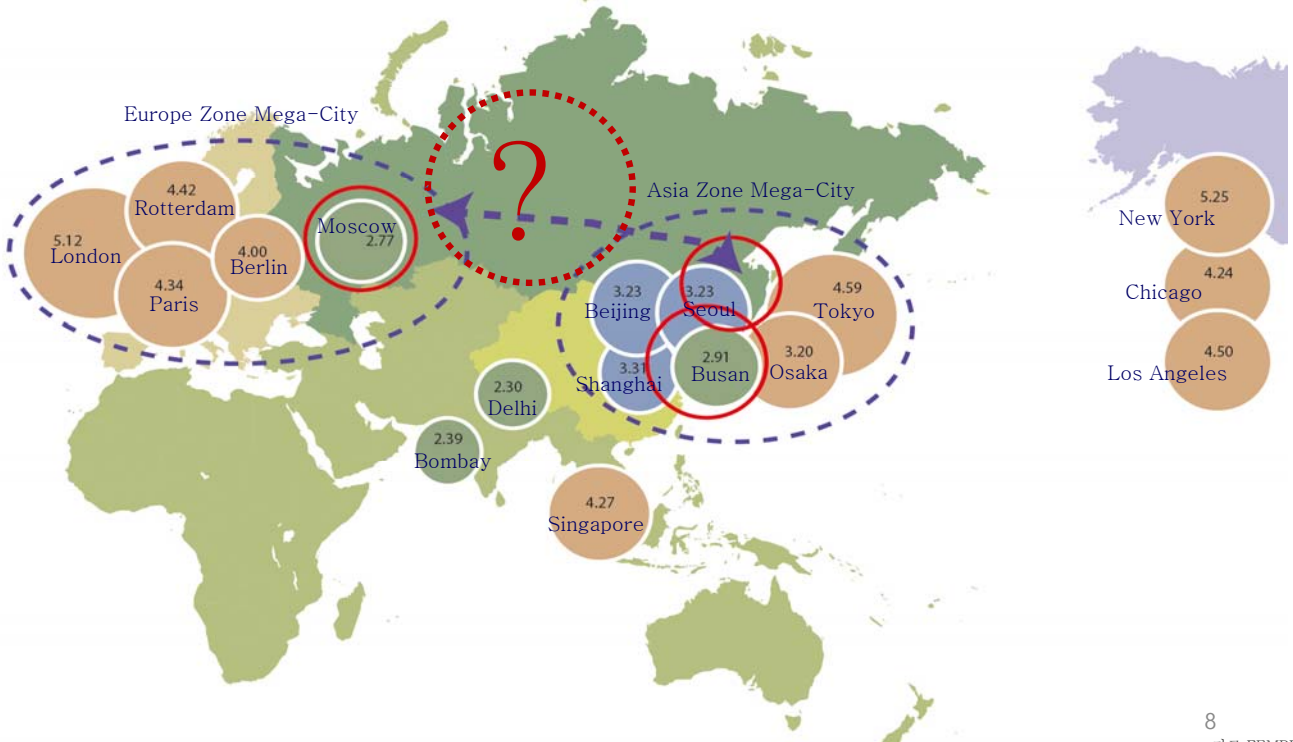 Europe Zone Mega-City
4.42
Rotterdam
5.12
London
4.00
Berlin
4.34
Paris
Moscow
2.77
?
Asia Zone Mega-City
3.23
Beijing
3.23
Seoul
4.59
Tokyo
3.31
Shanghai
2.91
Busan
3.20
Osaka
2.30
Delhi
2.39
Bombay
4.27
Singapore
5.25
New York
4.24
Chicago
4.50
Los Angeles
8